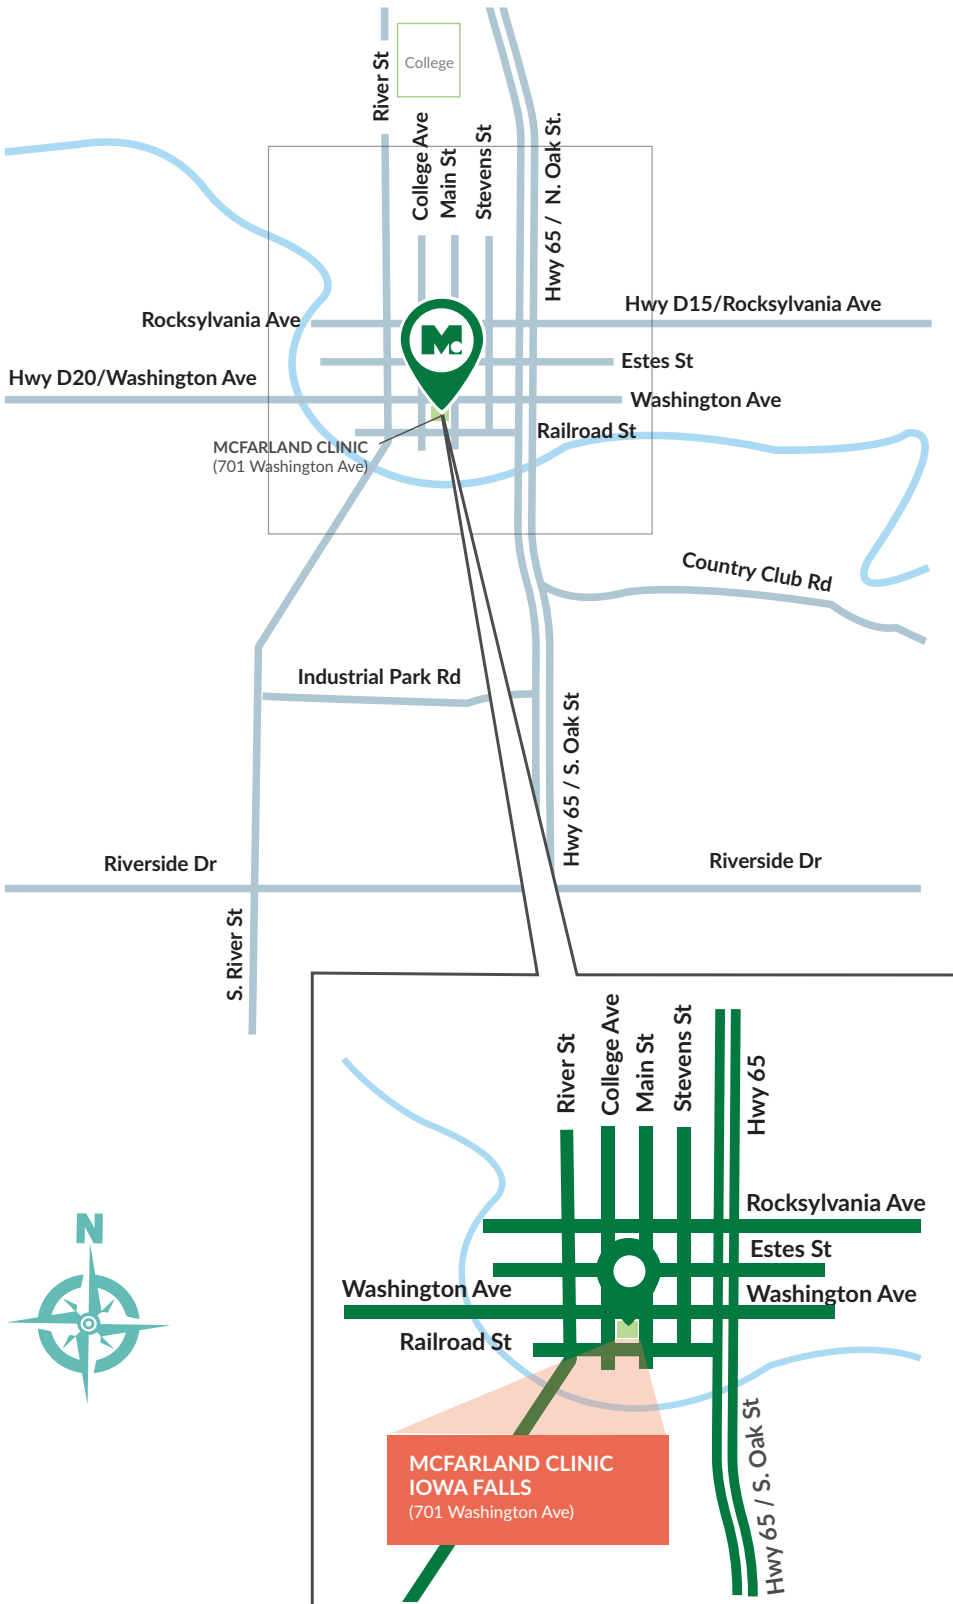 River St
College
College Ave
Main St
Stevens St
Hwy 65 / N. Oak St.
Rocksylvania Ave
Hwy D15/Rocksylvania Ave
M.
Estes St
Hwy D20/Washington Ave
Washington Ave
Railroad St
MCFARLAND CLINIC
(701 Washington Ave)
Country Club Rd
Industrial Park Rd
Hwy 65 / S. Oak St
Riverside Dr
Riverside Dr
S. River St
River St
College Ave
Main St
Stevens St
Hwy 65
Rocksylvania Ave
N
Estes St
Washington Ave
Washington Ave
Railroad St
Hwy 65 / S. Oak St
MCFARLAND CLINIC
IOWA FALLS
(701 Washington Ave)